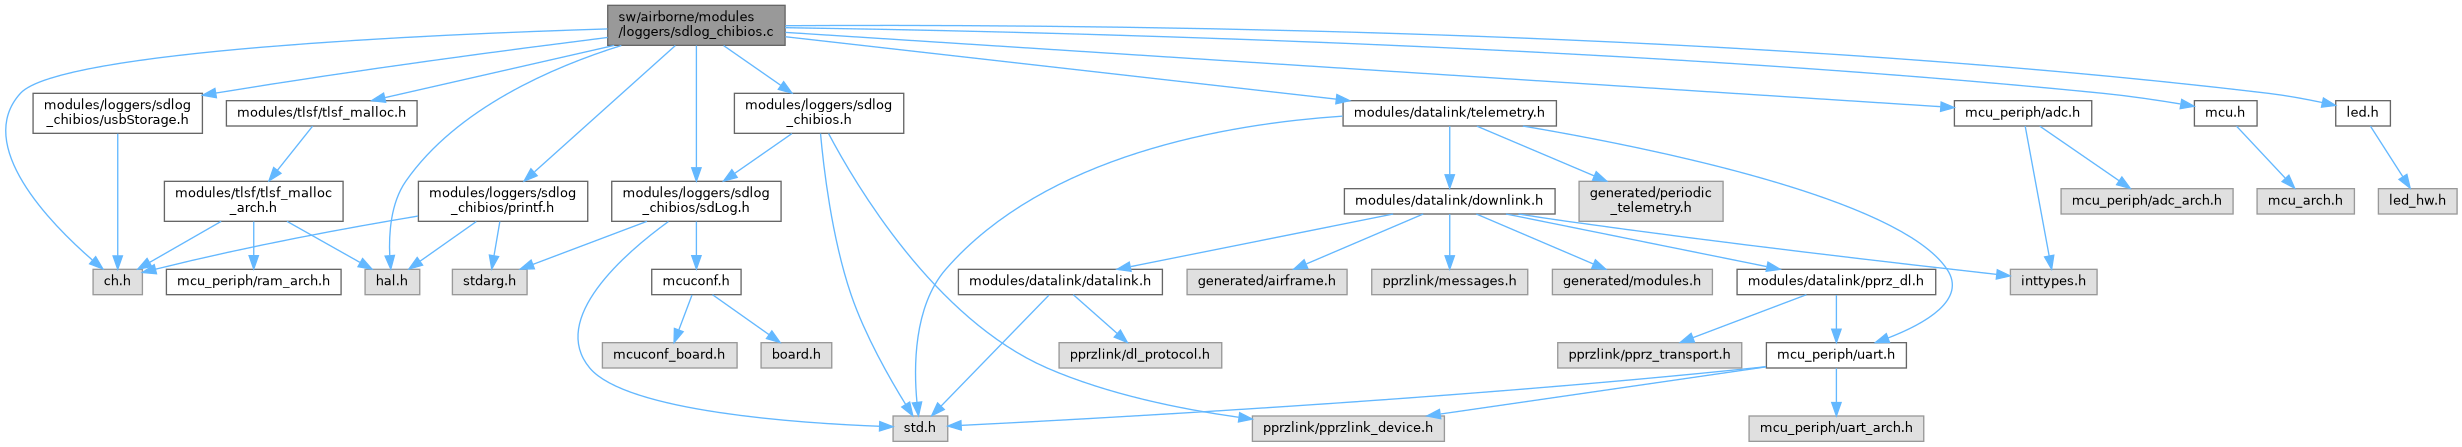 sw/airborne/modules
/loggers/sdlog_chibios.c
modules/loggers/sdlog
_chibios/usbStorage.h
modules/tlsf/tlsf_malloc.h
modules/loggers/sdlog
_chibios.h
modules/datalink/telemetry.h
mcu_periph/adc.h
mcu.h
led.h
modules/tlsf/tlsf_malloc
_arch.h
modules/loggers/sdlog
_chibios/printf.h
modules/loggers/sdlog
_chibios/sdLog.h
modules/datalink/downlink.h
generated/periodic
_telemetry.h
mcu_periph/adc_arch.h
mcu_arch.h
led_hw.h
ch.h
mcu_periph/ram_arch.h
hal.h
stdarg.h
mcuconf.h
modules/datalink/datalink.h
generated/airframe.h
pprzlink/messages.h
generated/modules.h
modules/datalink/pprz_dl.h
inttypes.h
mcuconf_board.h
board.h
pprzlink/dl_protocol.h
pprzlink/pprz_transport.h
mcu_periph/uart.h
std.h
pprzlink/pprzlink_device.h
mcu_periph/uart_arch.h